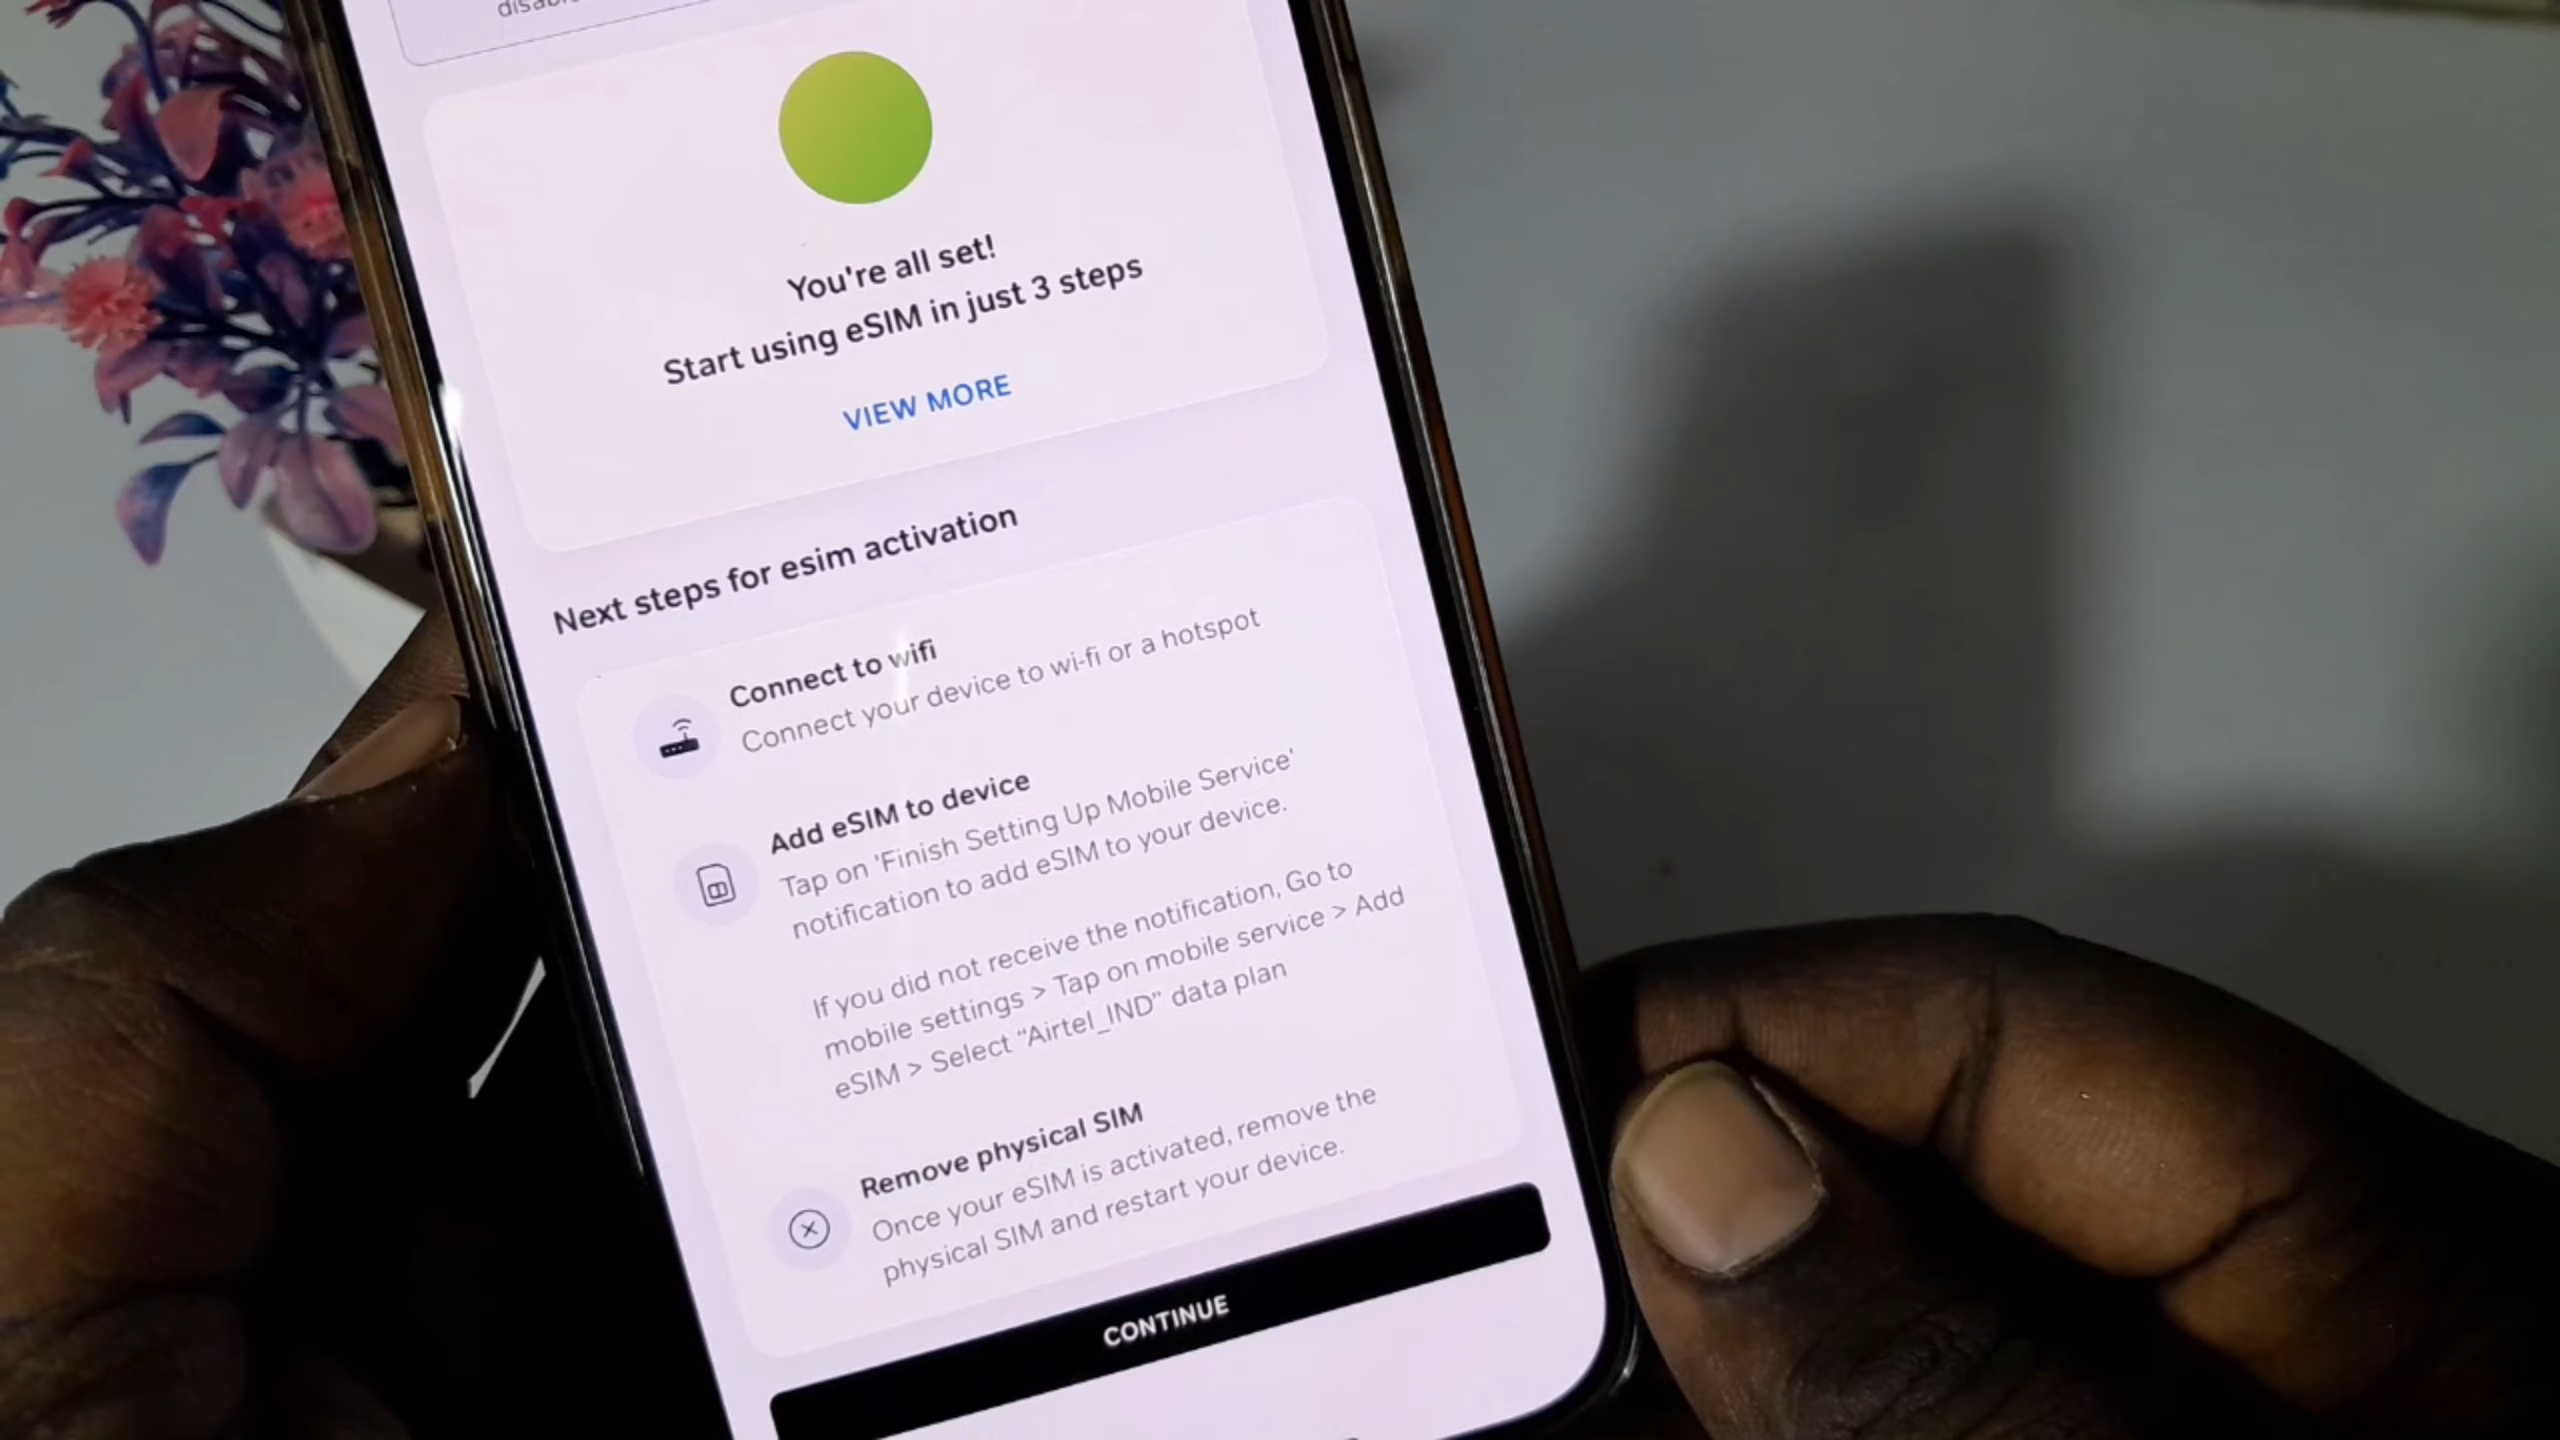 You're all set!
Start using eSIM in just 3 steps
VIEW MORE
Next steps for esim activation
Connect to wifi
Connect your device to wi-fi or a hotspot
Add eSIM to device
Tap on 'Finish Setting Up Mobile Service'
notification to add eSIM to your device.
If you did not receive the notification, Go to
mobile settings > Tap on mobile service > Add
eSIM > Select “Airtel_IND” data plan
Remove physical SIM
Once your eSIM is activated, remove the
physical SIM and restart your device.
CONTINUE